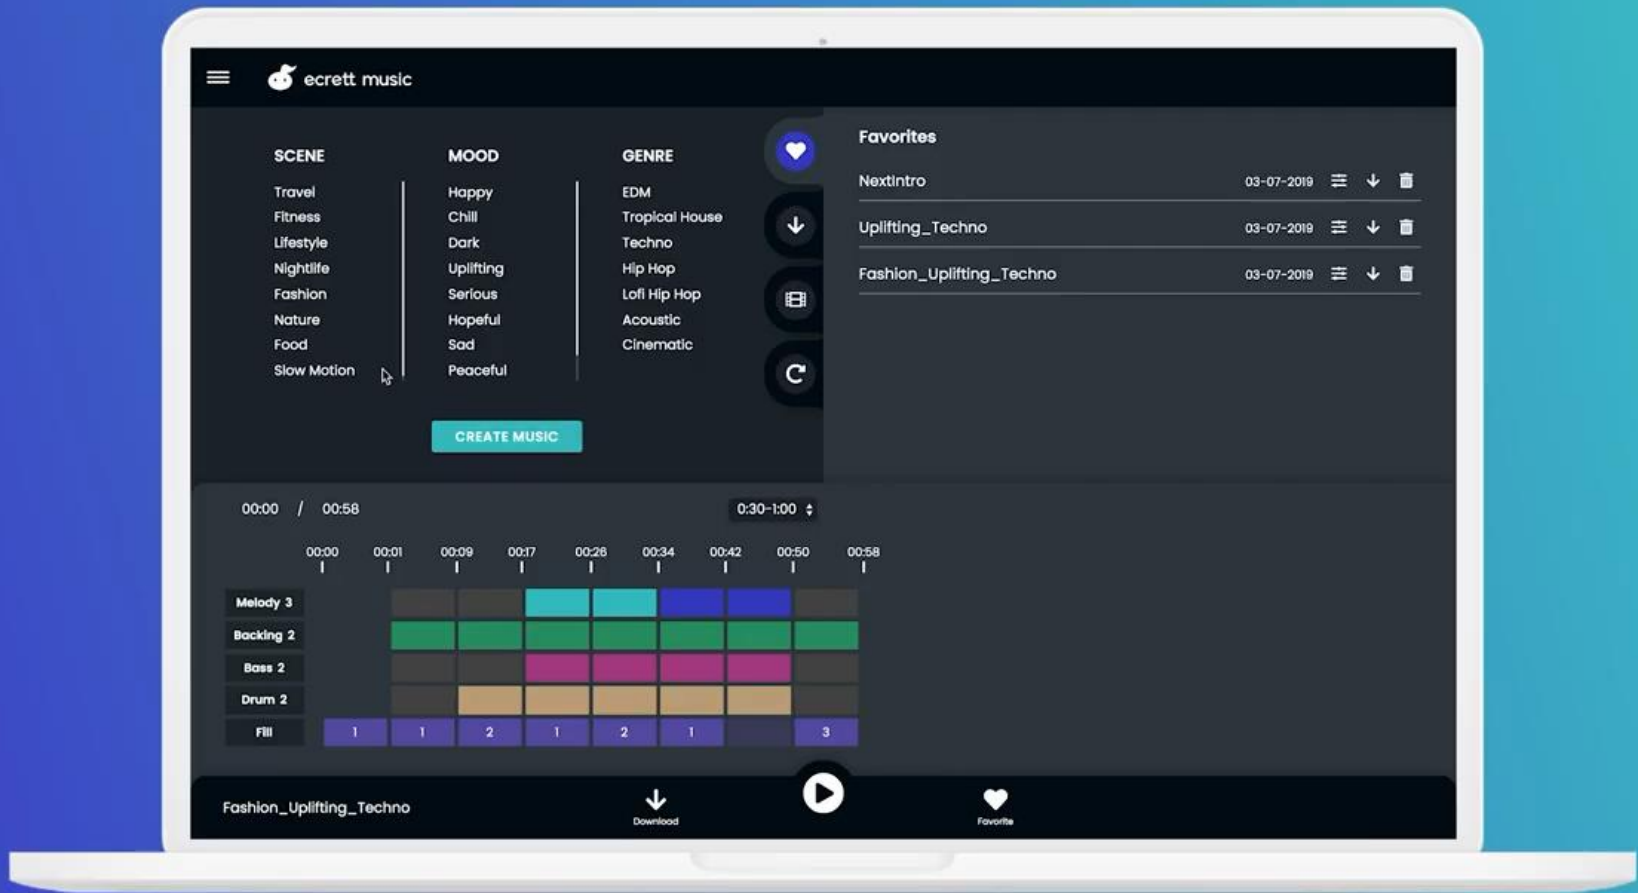 ecrett music
SCENE
Travel
Fitness
Lifestyle
Nightlife
Fashion
Nature
Food
Slow Motion
MOOD
Happy
Chill
Dark
Uplifting
Serious
Hopeful
Sad
Peaceful
GENRE
EDM
Tropical House
Techno
Hip Hop
Lofi Hip Hop
Acoustic
Cinematic
CREATE MUSIC
Favorites
NextIntro 03-07-2019
Uplifting_Techno 03-07-2019
Fashion_Uplifting_Techno 03-07-2019
00:00 / 00:58 0:30-1:00
00:00 00:01 00:09 00:17 00:26 00:34 00:42 00:50 00:58
Melody 3
Backing 2
Bass 2
Drum 2
Fill 1 1 2 1 2 1 3
Fashion_Uplifting_Techno
Download
Favorite